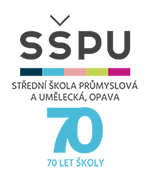 SŠPU
STŘEDNÍ ŠKOLA PRŮMYSLOVÁ
A UMĚLECKÁ, OPAVA
70
70 LET ŠKOLY